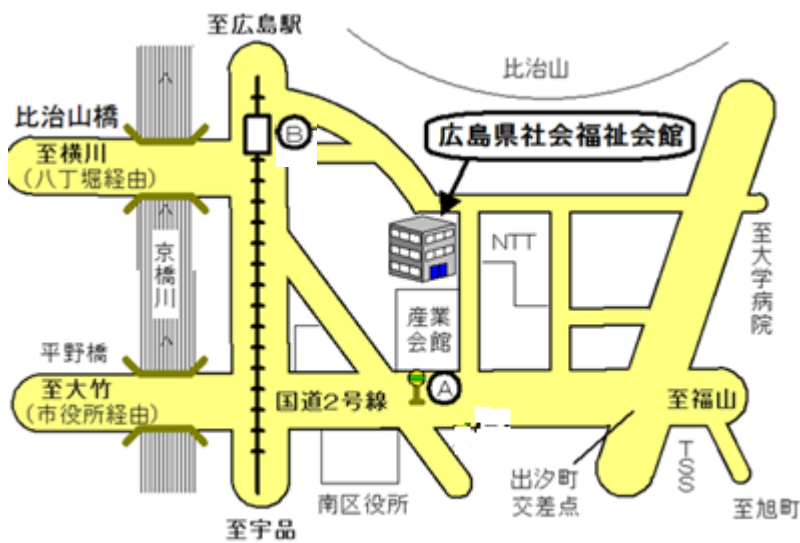 至広島駅
比治山
比治山橋
B
広島県社会福祉会館
至横川
(八丁堀経由)
京橋川
NTT
至大学病院
産業
会館
平野橋
至大竹
(市役所経由)
国道2号線
A
至福山
南区役所
出汐町
交差点
TSS
至旭町
至宇品